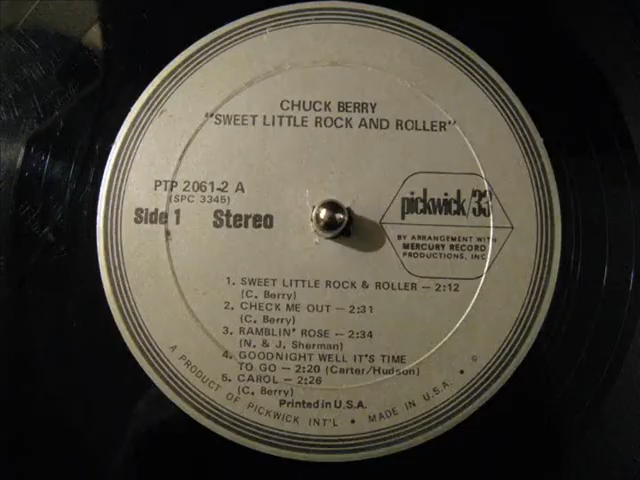 CHUCK BERRY
"SWEET LITTLE ROCK AND ROLLER"
PTP 2061-2 A
(SPC 3345)
Side 1 Stereo
pickwick/33
BY ARRANGEMENT WITH
MERCURY RECORD
PRODUCTIONS, INC.
1. SWEET LITTLE ROCK & ROLLER — 2:12
(C. Berry)
2. CHECK ME OUT — 2:31
(C. Berry)
3. RAMBLIN' ROSE — 2:34
(N. & J. Sherman)
4. GOODNIGHT WELL IT'S TIME
TO GO — 2:20 (Carter/Hudson)
5. CAROL — 2:26
(C. Berry)
Printed in U.S.A.
A PRODUCT OF PICKWICK INT'L • MADE IN U.S.A. • ©